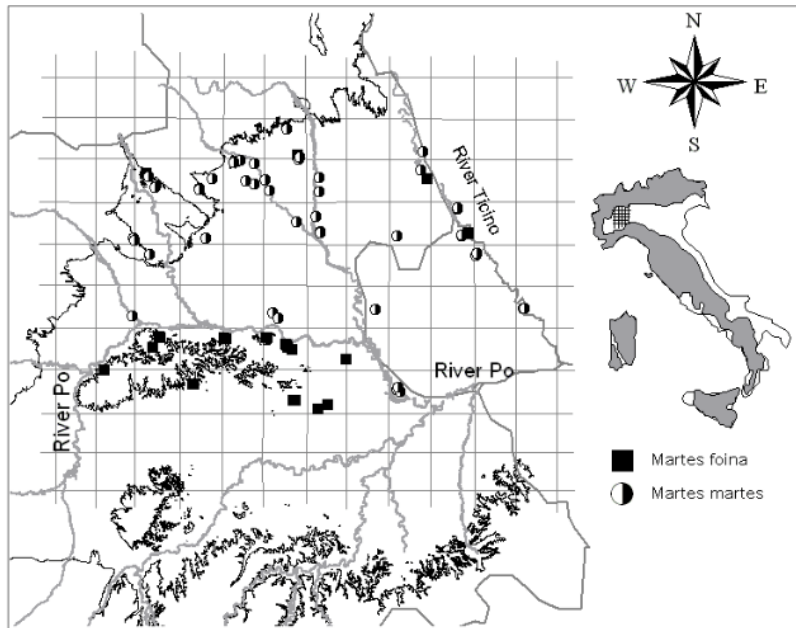 N
W E
S
River Ticino
River Po
River Po
Martes foina
Martes martes